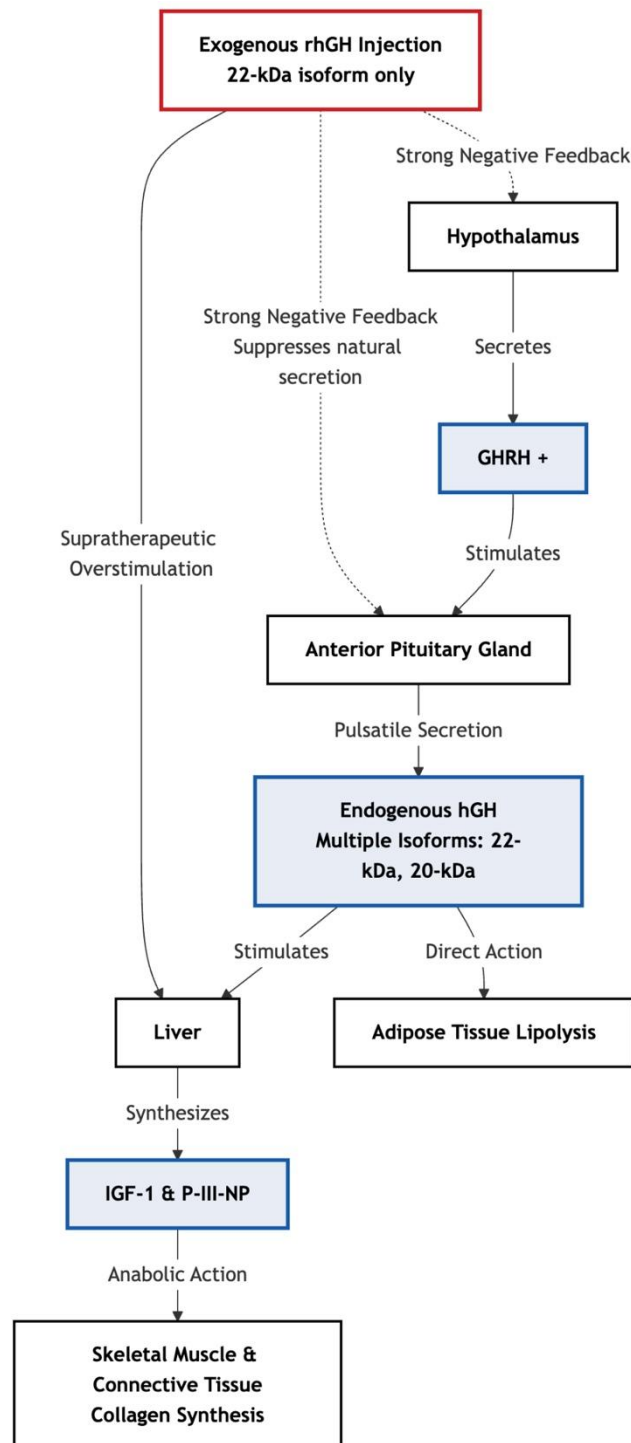 Exogenous rhGH Injection
22-kDa isoform only
Strong Negative Feedback
Hypothalamus
Strong Negative Feedback
Suppresses natural
secretion
Secretes
GHRH +
Supratherapeutic
Overstimulation
Stimulates
Anterior Pituitary Gland
Pulsatile Secretion
Endogenous hGH
Multiple Isoforms: 22-
kDa, 20-kDa
Stimulates
Direct Action
Liver
Adipose Tissue Lipolysis
Synthesizes
IGF-1 & P-III-NP
Anabolic Action
Skeletal Muscle &
Connective Tissue
Collagen Synthesis